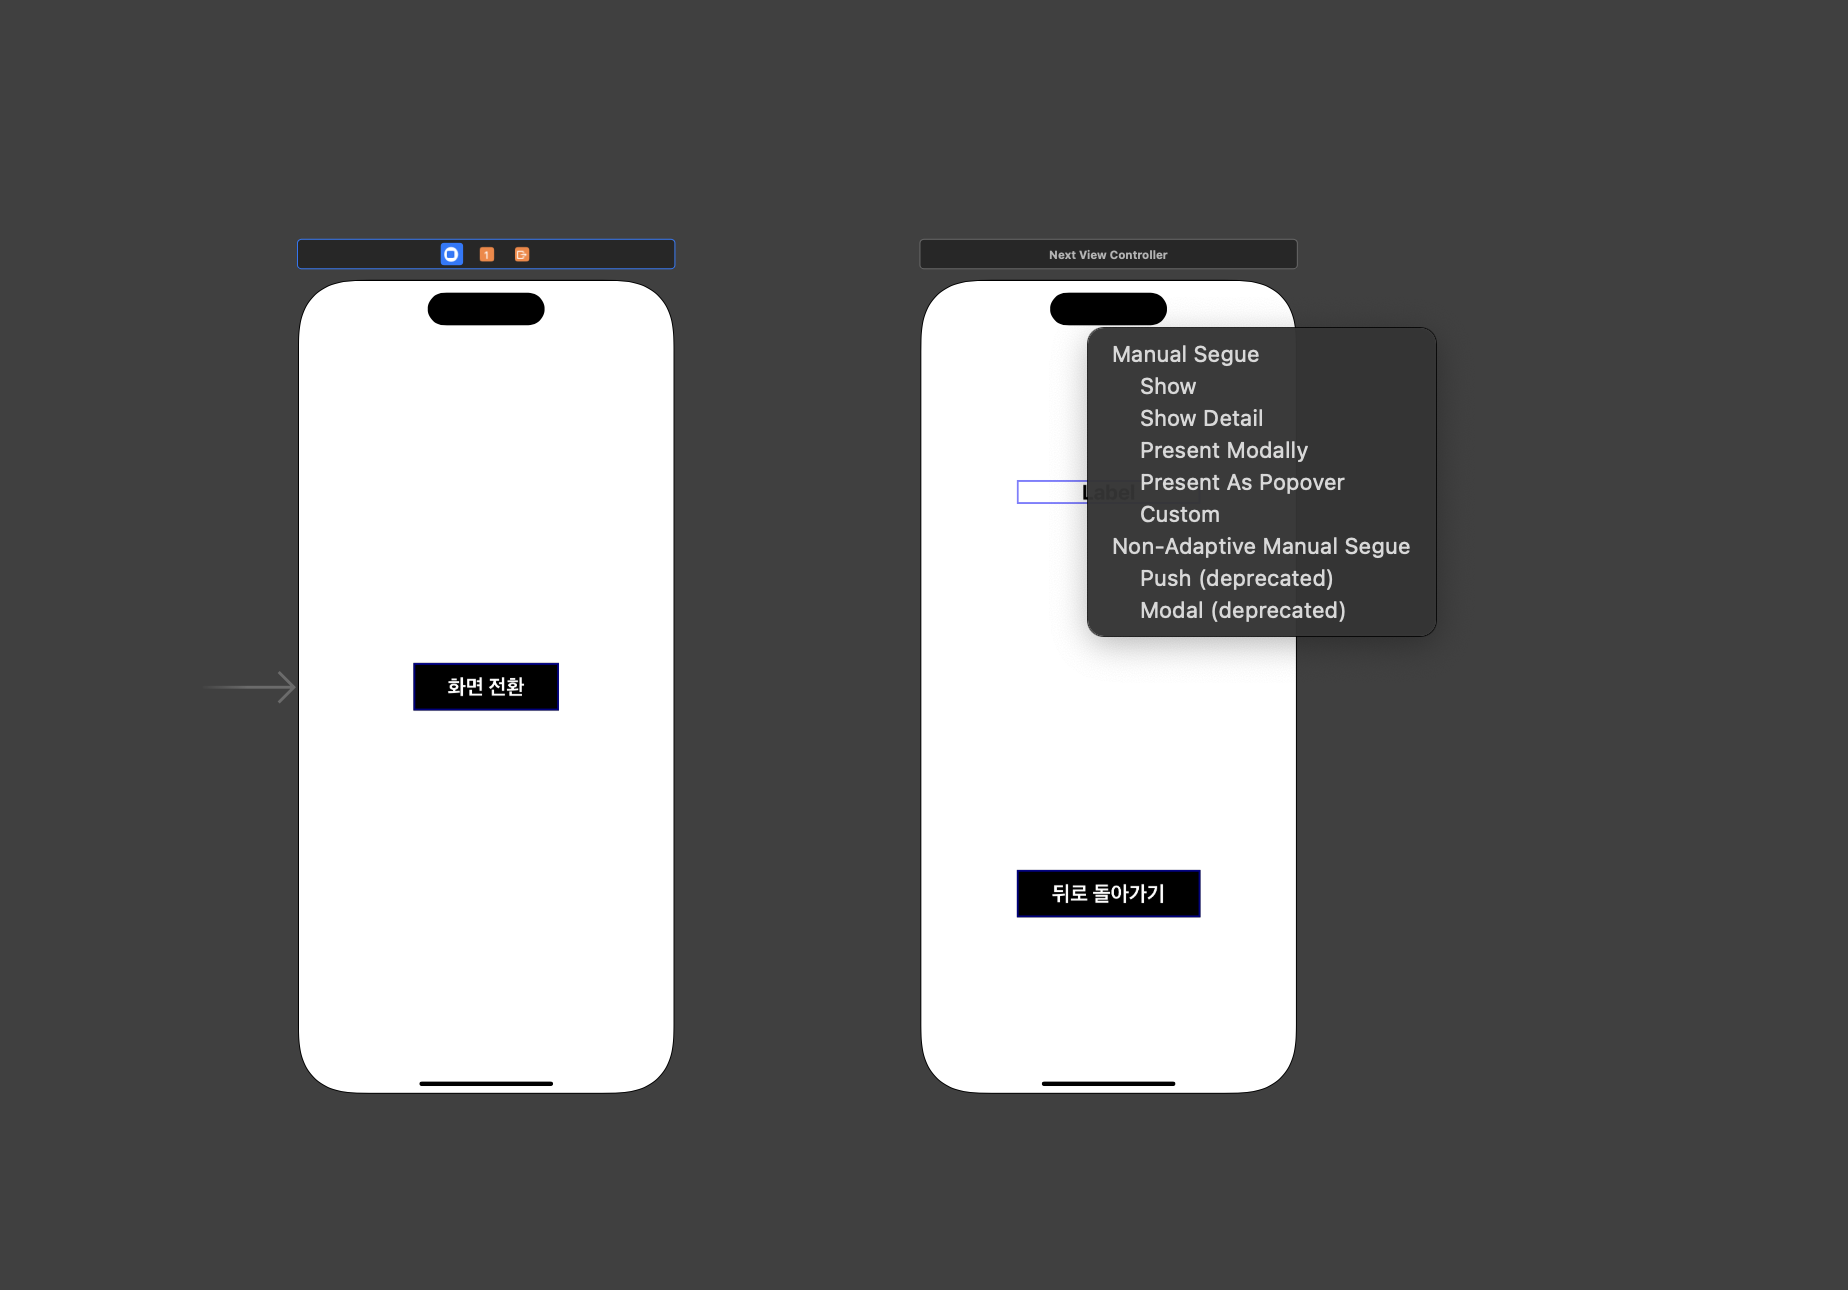 Next View Controller
Manual Segue
Show
Show Detail
Present Modally
Label
Present As Popover
Custom
Non-Adaptive Manual Segue
Push (deprecated)
Modal (deprecated)
화면 전환
뒤로 돌아가기